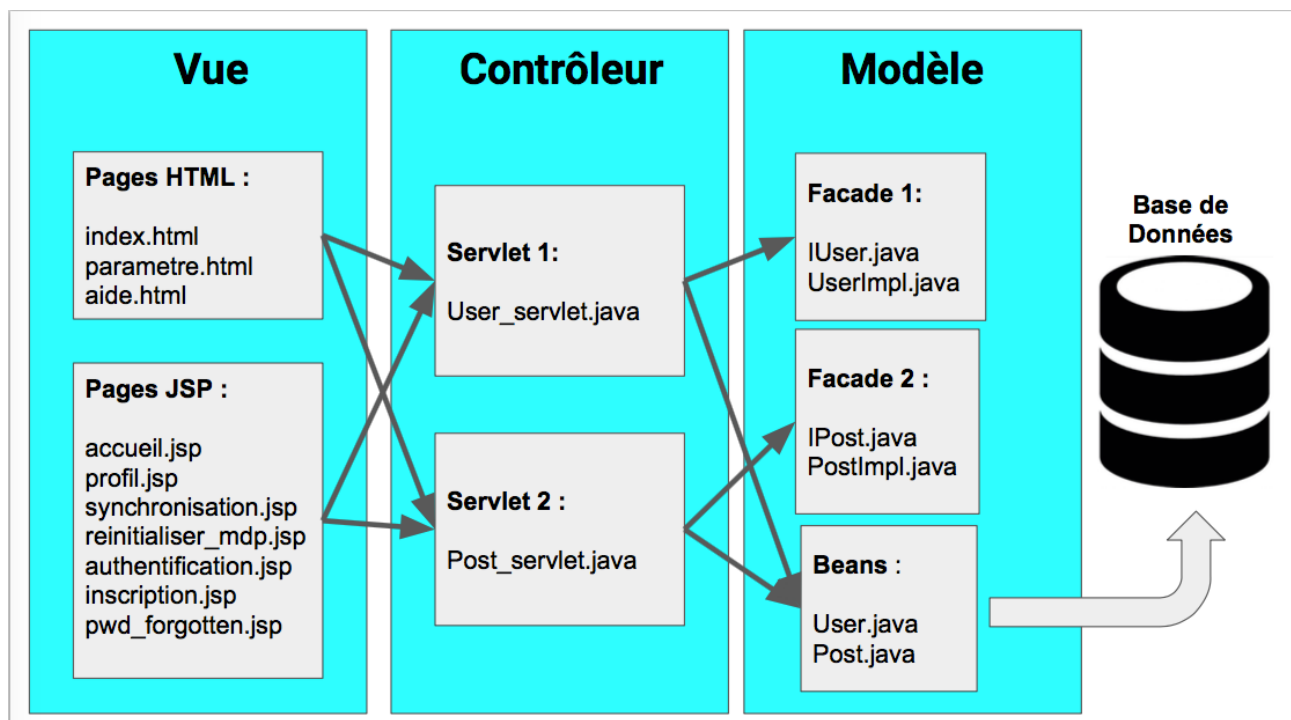 Vue
Pages HTML :
index.html
parametre.html
aide.html
Pages JSP :
accueil.jsp
profil.jsp
synchronisation.jsp
reinitialiser_mdp.jsp
authentification.jsp
inscription.jsp
pwd_forgotten.jsp
Contrôleur
Servlet 1:
User_servlet.java
Servlet 2 :
Post_servlet.java
Modèle
Facade 1:
IUser.java
UserImpl.java
Facade 2 :
IPost.java
PostImpl.java
Beans :
User.java
Post.java
Base de
Données